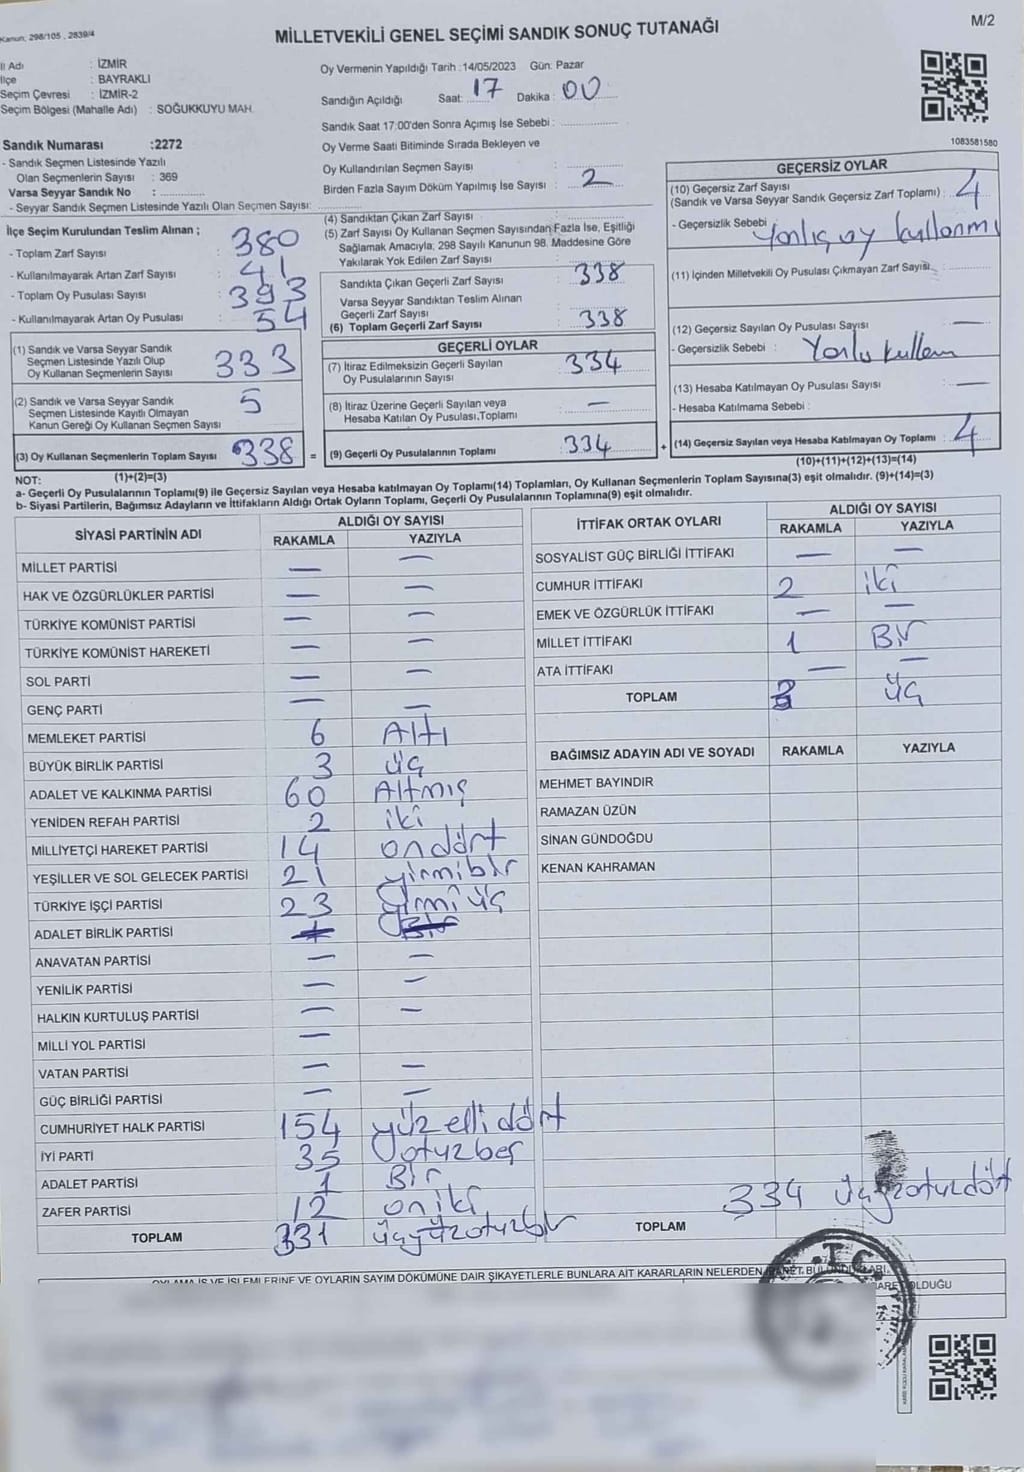 Kanun; 298/105 , 2839/4
MİLLETVEKİLİ GENEL SEÇİMİ SANDIK SONUÇ TUTANAĞI
M/2
İl Adı : İZMİR
İlçe : BAYRAKLI
Seçim Çevresi : İZMİR-2
Seçim Bölgesi (Mahalle Adı) : SOĞUKKUYU MAH.
Sandık Numarası :2272
- Sandık Seçmen Listesinde Yazılı
Olan Seçmenlerin Sayısı : 369
Varsa Seyyar Sandık No : ..............
- Seyyar Sandık Seçmen Listesinde Yazılı Olan Seçmen Sayısı: ..............
Oy Vermenin Yapıldığı Tarih :14/05/2023 Gün: Pazar
Sandığın Açıldığı Saat: 17 Dakika : 00
Sandık Saat 17:00'den Sonra Açımış İse Sebebi : ..............
Oy Verme Saati Bitiminde Sırada Bekleyen ve
Oy Kullandırılan Seçmen Sayısı : ..............
Birden Fazla Sayım Döküm Yapılmış İse Sayısı : 2
1083581580
İlçe Seçim Kurulundan Teslim Alınan ;
- Toplam Zarf Sayısı : 380
- Kullanılmayarak Artan Zarf Sayısı : 41
- Toplam Oy Pusulası Sayısı : 393
- Kullanılmayarak Artan Oy Pusulası : 54
(1) Sandık ve Varsa Seyyar Sandık
Seçmen Listesinde Yazılı Olup
Oy Kullanan Seçmenlerin Sayısı 333
(2) Sandık ve Varsa Seyyar Sandık
Seçmen Listesinde Kayıtlı Olmayan
Kanun Gereği Oy Kullanan Seçmen Sayısı 5
(3) Oy Kullanan Seçmenlerin Toplam Sayısı 338 =
(1)+(2)=(3)
(4) Sandıktan Çıkan Zarf Sayısı : ..............
(5) Zarf Sayısı Oy Kullanan Seçmen Sayısından Fazla İse, Eşitliği
Sağlamak Amacıyla, 298 Sayılı Kanunun 98. Maddesine Göre
Yakılarak Yok Edilen Zarf Sayısı : ..............
Sandıkta Çıkan Geçerli Zarf Sayısı : 338
Varsa Seyyar Sandıktan Teslim Alınan
Geçerli Zarf Sayısı
(6) Toplam Geçerli Zarf Sayısı : 338
GEÇERLİ OYLAR
(7) İtiraz Edilmeksizin Geçerli Sayılan
Oy Pusulalarının Sayısı : 334
(8) İtiraz Üzerine Geçerli Sayılan veya
Hesaba Katılan Oy Pusulası,Toplamı : —
(9) Geçerli Oy Pusulalarının Toplamı : 334 +
GEÇERSİZ OYLAR
(10) Geçersiz Zarf Sayısı
(Sandık ve Varsa Seyyar Sandık Geçersiz Zarf Toplamı) : 4
- Geçersizlik Sebebi : Yanlış oy kullanmı
(11) İçinden Milletvekili Oy Pusulası Çıkmayan Zarf Sayısı ..............
(12) Geçersiz Sayılan Oy Pusulası Sayısı : —
- Geçersizlik Sebebi :
(13) Hesaba Katılmayan Oy Pusulası Sayısı : —
- Hesaba Katılmama Sebebi :
(14) Geçersiz Sayılan veya Hesaba Katılmayan Oy Toplamı : 4
(10)+(11)+(12)+(13)=(14)
NOT:
a- Geçerli Oy Pusulalarının Toplamı(9) ile Geçersiz Sayılan veya Hesaba katılmayan Oy Toplamı(14) Toplamları, Oy Kullanan Seçmenlerin Toplam Sayısına(3) eşit olmalıdır. (9)+(14)=(3)
b- Siyasi Partilerin, Bağımsız Adayların ve İttifakların Aldığı Ortak Oyların Toplamı, Geçerli Oy Pusulalarının Toplamına(9) eşit olmalıdır.
SİYASİ PARTİNİN ADI ALDIĞI OY SAYISI
RAKAMLA YAZIYLA
MİLLET PARTİSİ — —
HAK VE ÖZGÜRLÜKLER PARTİSİ — —
TÜRKİYE KOMÜNİST PARTİSİ — —
TÜRKİYE KOMÜNİST HAREKETİ — —
SOL PARTİ — —
GENÇ PARTİ — —
MEMLEKET PARTİSİ 6 Altı
BÜYÜK BİRLİK PARTİSİ 3 üç
ADALET VE KALKINMA PARTİSİ 60 Altmış
YENİDEN REFAH PARTİSİ 2 iki
MİLLİYETÇİ HAREKET PARTİSİ 14 ondört
YEŞİLLER VE SOL GELECEK PARTİSİ 21 yirmibir
TÜRKİYE İŞÇİ PARTİSİ 23 yirmi üç
ADALET BİRLİK PARTİSİ
ANAVATAN PARTİSİ — —
YENİLİK PARTİSİ — —
HALKIN KURTULUŞ PARTİSİ — —
MİLLİ YOL PARTİSİ —
VATAN PARTİSİ — —
GÜÇ BİRLİĞİ PARTİSİ — —
CUMHURİYET HALK PARTİSİ 154 yüz elli dört
İYİ PARTİ 35 otuzbeş
ADALET PARTİSİ 1 Bir
ZAFER PARTİSİ 12 oniki
TOPLAM 331 üçyüzotuzbir
İTTİFAK ORTAK OYLARI ALDIĞI OY SAYISI
RAKAMLA YAZIYLA
SOSYALİST GÜÇ BİRLİĞİ İTTİFAKI — —
CUMHUR İTTİFAKI 2 iki
EMEK VE ÖZGÜRLÜK İTTİFAKI — —
MİLLET İTTİFAKI 1 Bir
ATA İTTİFAKI — —
TOPLAM 3 üç
BAĞIMSIZ ADAYIN ADI VE SOYADI RAKAMLA YAZIYLA
MEHMET BAYINDIR
RAMAZAN ÜZÜN
SİNAN GÜNDOĞDU
KENAN KAHRAMAN
TOPLAM 334 üçyüzotuzdört
OYLAMA İŞ VE İŞLEMLERİNE VE OYLARIN SAYIM DÖKÜMÜNE DAİR ŞİKAYETLERLE BUNLARA AİT KARARLARIN NELERDEN İBARET BULUNDUKLARI.
OLDUĞU
T.C.